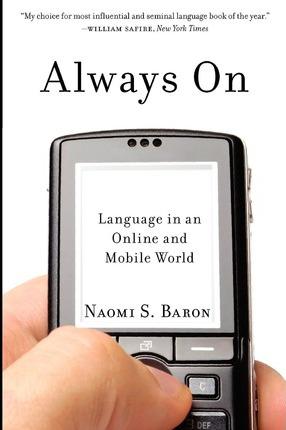 “My choice for most influential and seminal language book of the year.”
—WILLIAM SAFIRE, New York Times
Always On
Language in an
Online and
Mobile World
NAOMI S. BARON
C
DEF